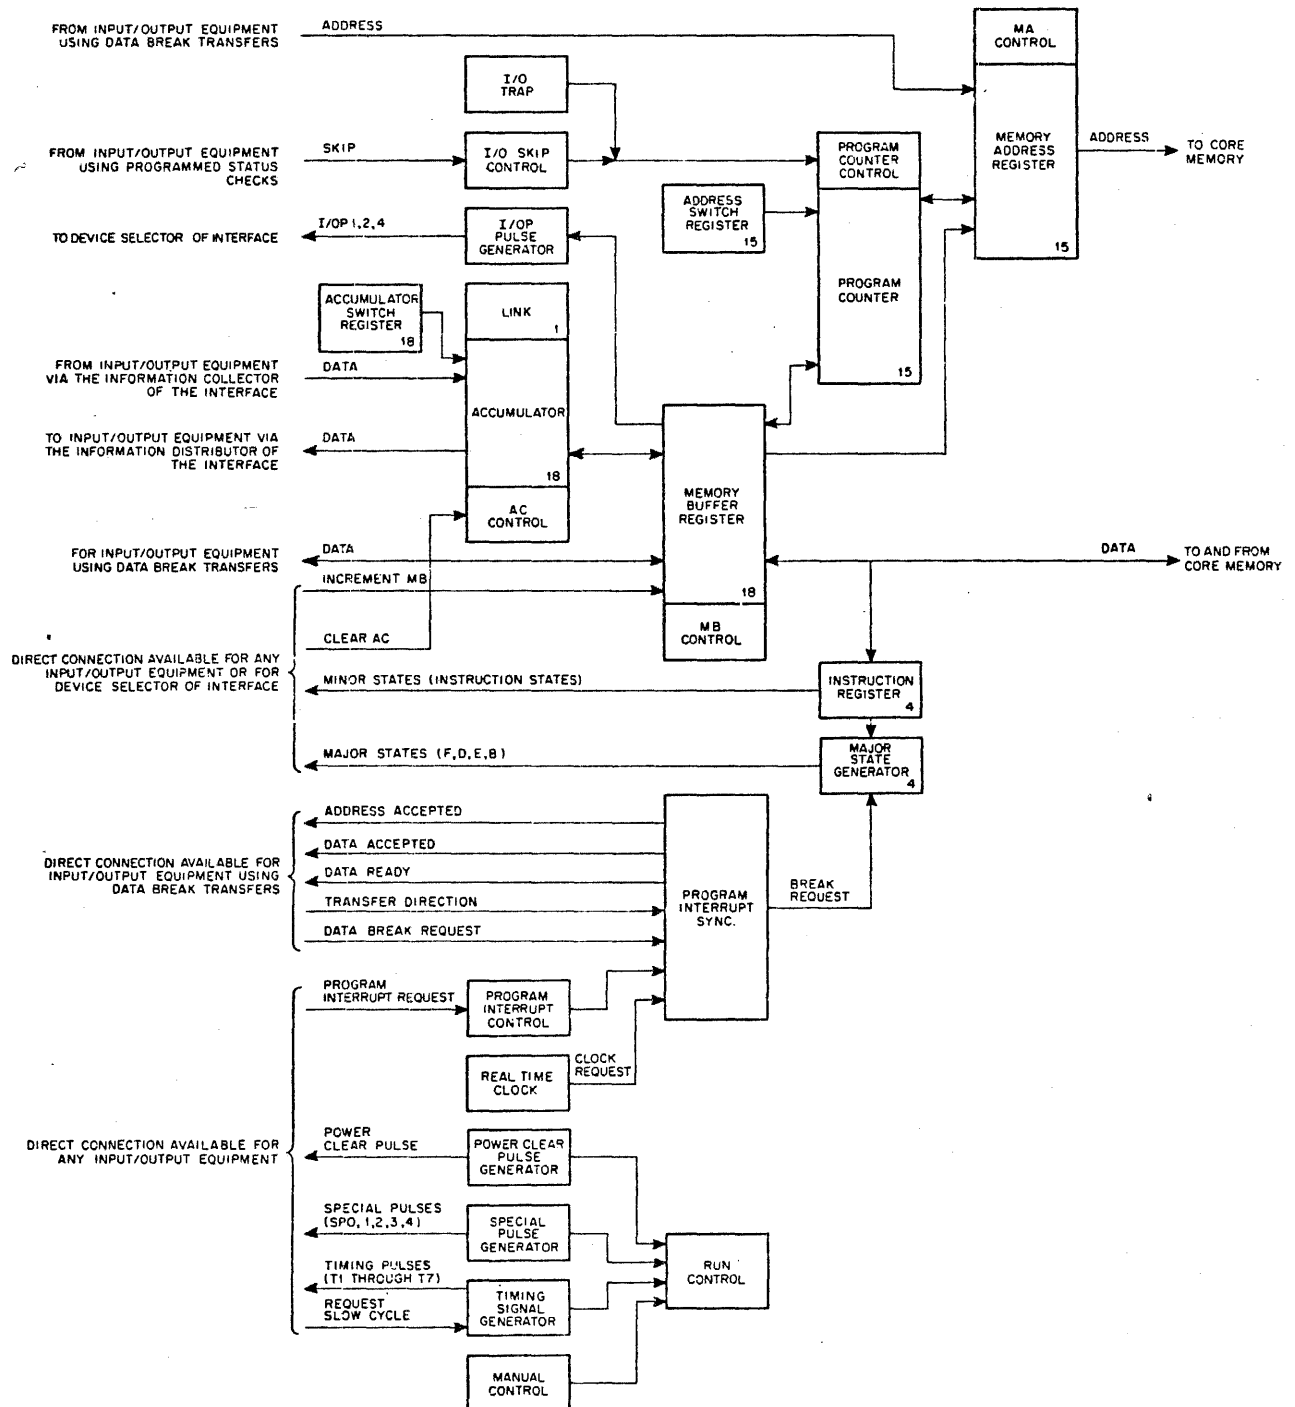 FROM INPUT/OUTPUT EQUIPMENT
USING DATA BREAK TRANSFERS
ADDRESS
MA
CONTROL
MEMORY
ADDRESS
REGISTER
15
ADDRESS
TO CORE
MEMORY
I/O
TRAP
FROM INPUT/OUTPUT EQUIPMENT
USING PROGRAMMED STATUS
CHECKS
SKIP
I/O SKIP
CONTROL
PROGRAM
COUNTER
CONTROL
ADDRESS
SWITCH
REGISTER
15
PROGRAM
COUNTER
15
TO DEVICE SELECTOR OF INTERFACE
I/OP 1,2,4
I/OP
PULSE
GENERATOR
ACCUMULATOR
SWITCH
REGISTER
18
LINK
1
FROM INPUT/OUTPUT EQUIPMENT
VIA THE INFORMATION COLLECTOR
OF THE INTERFACE
DATA
ACCUMULATOR
18
TO INPUT/OUTPUT EQUIPMENT VIA
THE INFORMATION DISTRIBUTOR OF
THE INTERFACE
DATA
AC
CONTROL
MEMORY
BUFFER
REGISTER
18
MB
CONTROL
FOR INPUT/OUTPUT EQUIPMENT
USING DATA BREAK TRANSFERS
DATA
DATA
TO AND FROM
CORE MEMORY
INCREMENT MB
CLEAR AC
DIRECT CONNECTION AVAILABLE FOR ANY
INPUT/OUTPUT EQUIPMENT OR FOR
DEVICE SELECTOR OF INTERFACE
MINOR STATES (INSTRUCTION STATES)
INSTRUCTION
REGISTER
4
MAJOR STATES (F,D,E,B)
MAJOR
STATE
GENERATOR
4
DIRECT CONNECTION AVAILABLE FOR
INPUT/OUTPUT EQUIPMENT USING
DATA BREAK TRANSFERS
ADDRESS ACCEPTED
DATA ACCEPTED
DATA READY
TRANSFER DIRECTION
DATA BREAK REQUEST
PROGRAM
INTERRUPT
SYNC.
BREAK
REQUEST
PROGRAM
INTERRUPT REQUEST
PROGRAM
INTERRUPT
CONTROL
REAL TIME
CLOCK
CLOCK
REQUEST
DIRECT CONNECTION AVAILABLE FOR
ANY INPUT/OUTPUT EQUIPMENT
POWER
CLEAR PULSE
POWER CLEAR
PULSE
GENERATOR
SPECIAL PULSES
(SP0,1,2,3,4)
SPECIAL
PULSE
GENERATOR
TIMING PULSES
(T1 THROUGH T7)
REQUEST
SLOW CYCLE
TIMING
SIGNAL
GENERATOR
RUN
CONTROL
MANUAL
CONTROL